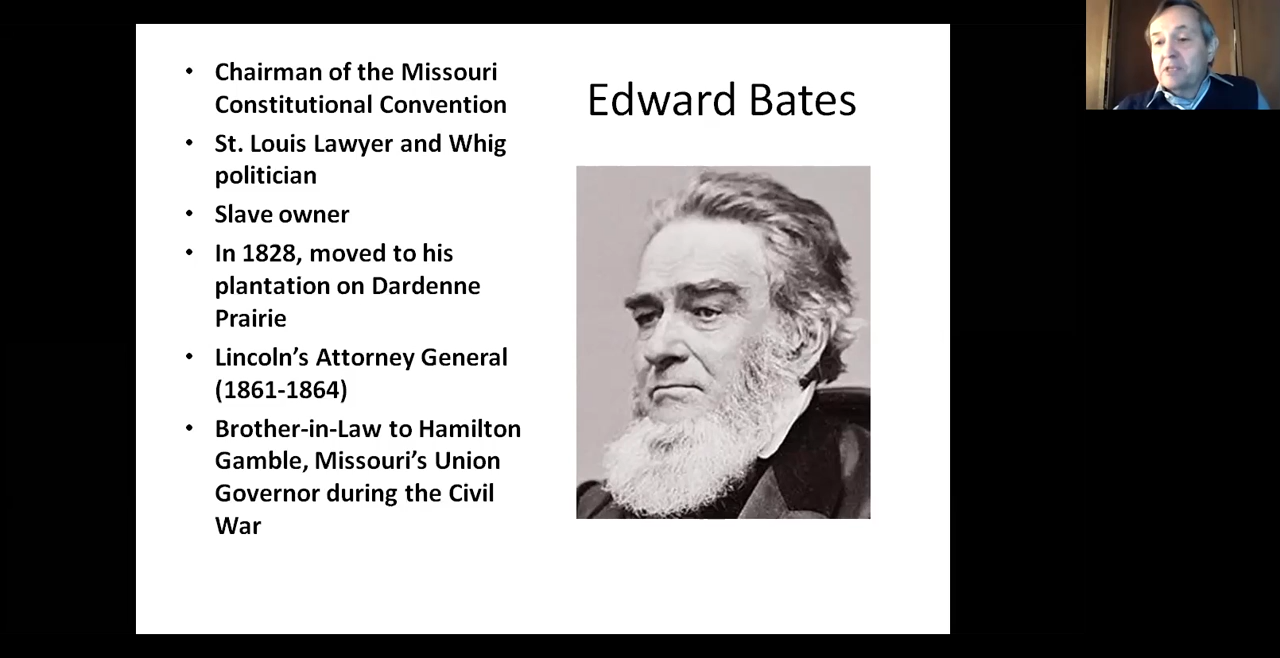 • Chairman of the Missouri
Constitutional Convention
• St. Louis Lawyer and Whig
politician
• Slave owner
• In 1828, moved to his
plantation on Dardenne
Prairie
• Lincoln’s Attorney General
(1861-1864)
• Brother-in-Law to Hamilton
Gamble, Missouri’s Union
Governor during the Civil
War
Edward Bates